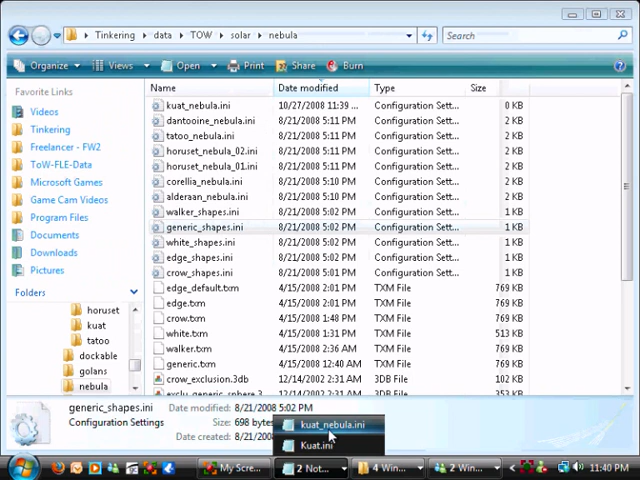 Tinkering ▸ data ▸ TOW ▸ solar ▸ nebula
Search
Organize Views Open Print Share Burn
Favorite Links
Videos
Tinkering
Freelancer - FW2
ToW-FLE-Data
Microsoft Games
Game Cam Videos
Program Files
Documents
Downloads
Pictures
Folders
horuset
kuat
tatoo
dockable
golans
nebula
Name Date modified Type Size
kuat_nebula.ini 10/27/2008 11:39 ... Configuration Sett... 0 KB
dantooine_nebula.ini 8/21/2008 5:11 PM Configuration Sett... 2 KB
tatoo_nebula.ini 8/21/2008 5:11 PM Configuration Sett... 2 KB
horuset_nebula_02.ini 8/21/2008 5:11 PM Configuration Sett... 2 KB
horuset_nebula_01.ini 8/21/2008 5:11 PM Configuration Sett... 2 KB
corellia_nebula.ini 8/21/2008 5:11 PM Configuration Sett... 2 KB
alderaan_nebula.ini 8/21/2008 5:11 PM Configuration Sett... 2 KB
walker_shapes.ini 8/21/2008 5:02 PM Configuration Sett... 1 KB
generic_shapes.ini 8/21/2008 5:02 PM Configuration Sett... 1 KB
white_shapes.ini 8/21/2008 5:02 PM Configuration Sett... 1 KB
edge_shapes.ini 8/21/2008 5:02 PM Configuration Sett... 1 KB
crow_shapes.ini 8/21/2008 5:02 PM Configuration Sett... 1 KB
edge_default.txm 4/15/2008 2:01 PM TXM File 769 KB
edge.txm 4/15/2008 2:01 PM TXM File 769 KB
crow.txm 4/15/2008 1:48 PM TXM File 769 KB
white.txm 4/15/2008 1:31 PM TXM File 513 KB
walker.txm 4/15/2008 2:36 AM TXM File 769 KB
generic.txm 4/15/2008 12:40 AM TXM File 769 KB
crow_exclusion.3db 12/14/2002 2:31 AM 3DB File 102 KB
generic_shapes.ini Date modified: 8/21/2008 5:02 PM
Configuration Settings Size: 698 bytes
Date created: 8/21/2008
kuat_nebula.ini
Kuat.ini
My Scre... 2 Not... 4 Win... 2 Win... 11:40 PM